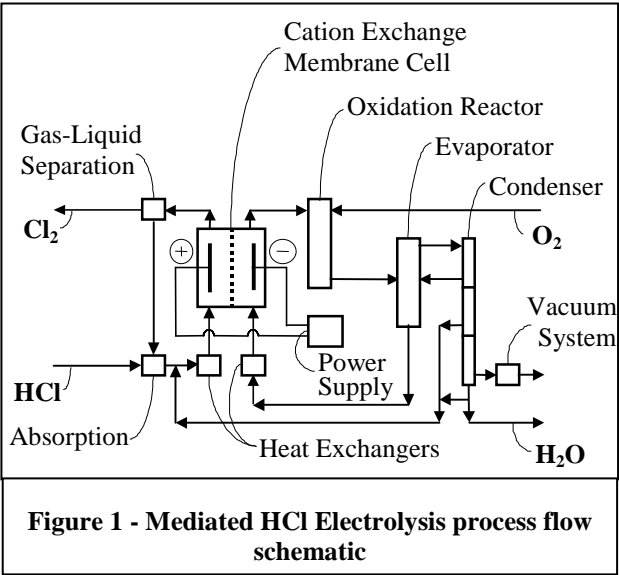 Cation Exchange
Membrane Cell
Oxidation Reactor
Gas-Liquid
Separation
Evaporator
Condenser
Cl₂
O₂
+
−
Vacuum
System
Power
Supply
HCl
Absorption
Heat Exchangers
H₂O
Figure 1 - Mediated HCl Electrolysis process flow
schematic